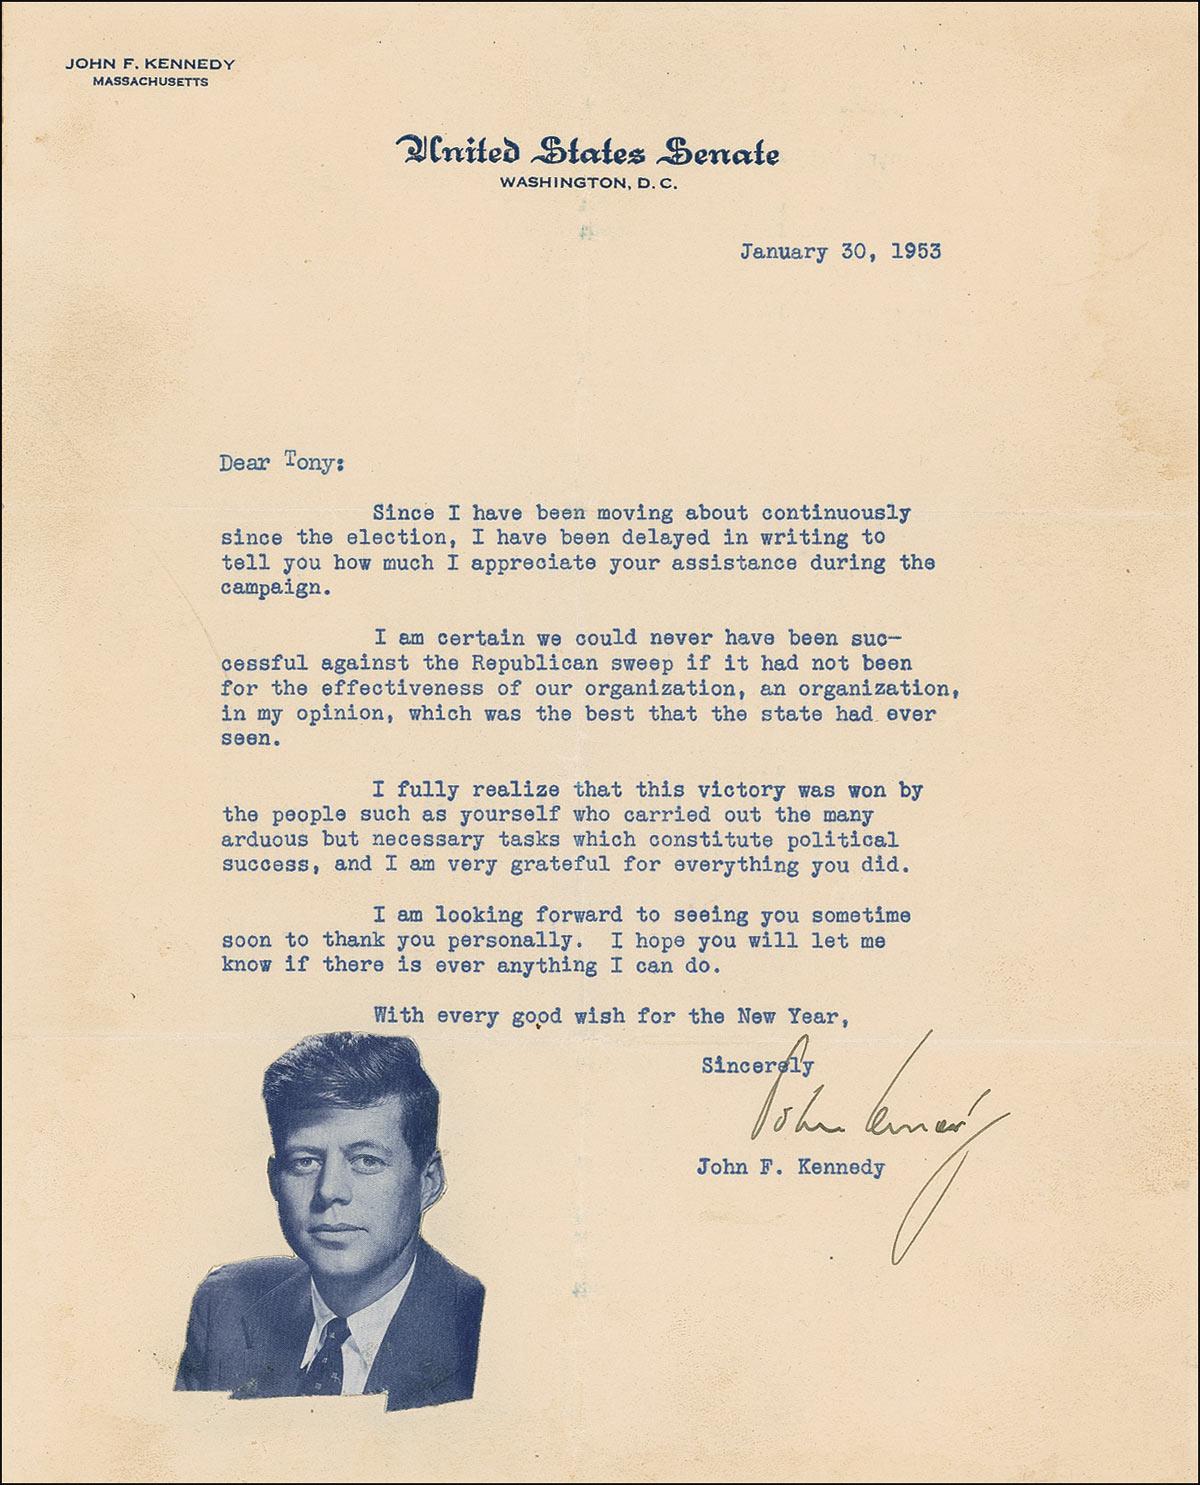 JOHN F. KENNEDY
MASSACHUSETTS
United States Senate
WASHINGTON, D. C.
January 30, 1953
Dear Tony:
Since I have been moving about continuously
since the election, I have been delayed in writing to
tell you how much I appreciate your assistance during the
campaign.
I am certain we could never have been suc-
cessful against the Republican sweep if it had not been
for the effectiveness of our organization, an organization,
in my opinion, which was the best that the state had ever
seen.
I fully realize that this victory was won by
the people such as yourself who carried out the many
arduous but necessary tasks which constitute political
success, and I am very grateful for everything you did.
I am looking forward to seeing you sometime
soon to thank you personally.  I hope you will let me
know if there is ever anything I can do.
With every good wish for the New Year,
Sincerely
John Kennedy
John F. Kennedy